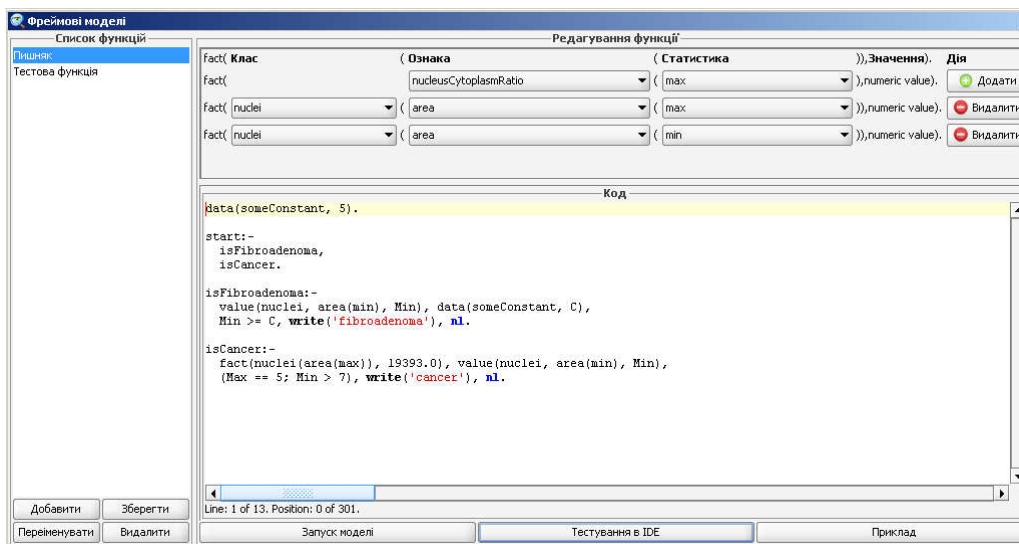 Фреймові моделі
Список функцій
Пишняк
Тестова функція
Добавити Зберегти
Переіменувати Видалити
Редагування функції
fact( Клас ( Ознака ( Статистика )),Значення). Дія
fact( nucleusCytoplasmRatio ( max ),numeric value). Додати
fact( nuclei ( area ( max )),numeric value). Видалити
fact( nuclei ( area ( min )),numeric value). Видалити
Код
data(someConstant, 5).
start:-
isFibroadenoma,
isCancer.
isFibroadenoma:-
value(nuclei, area(min), Min), data(someConstant, C),
Min >= C, write('fibroadenoma'), nl.
isCancer:-
fact(nuclei(area(max)), 19393.0), value(nuclei, area(min), Min),
(Max == 5; Min > 7), write('cancer'), nl.
Line: 1 of 13. Position: 0 of 301.
Запуск моделі Тестування в IDE Приклад